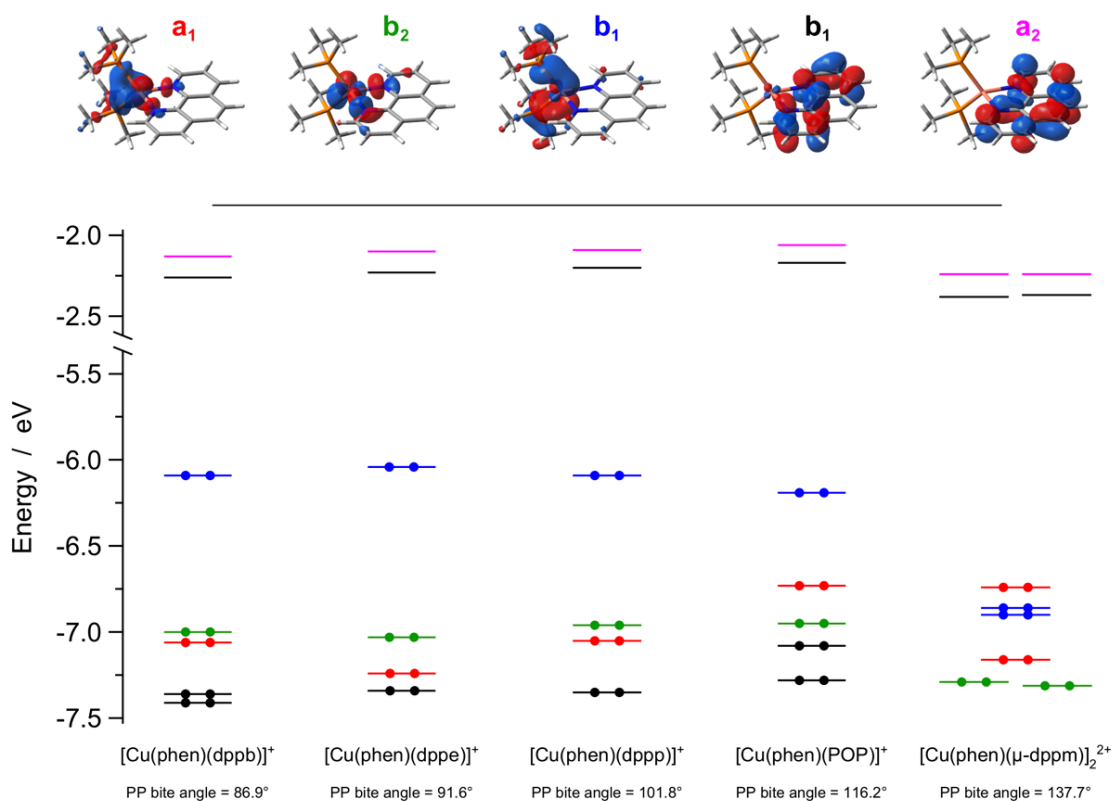 a₁ b₂ b₁ b₁ a₂
-2.0
-2.5
-5.5
-6.0
-6.5
-7.0
-7.5
Energy / eV
[Cu(phen)(dppb)]⁺ [Cu(phen)(dppe)]⁺ [Cu(phen)(dppp)]⁺ [Cu(phen)(POP)]⁺ [Cu(phen)(μ-dppm)]₂²⁺
PP bite angle = 86.9° PP bite angle = 91.6° PP bite angle = 101.8° PP bite angle = 116.2° PP bite angle = 137.7°